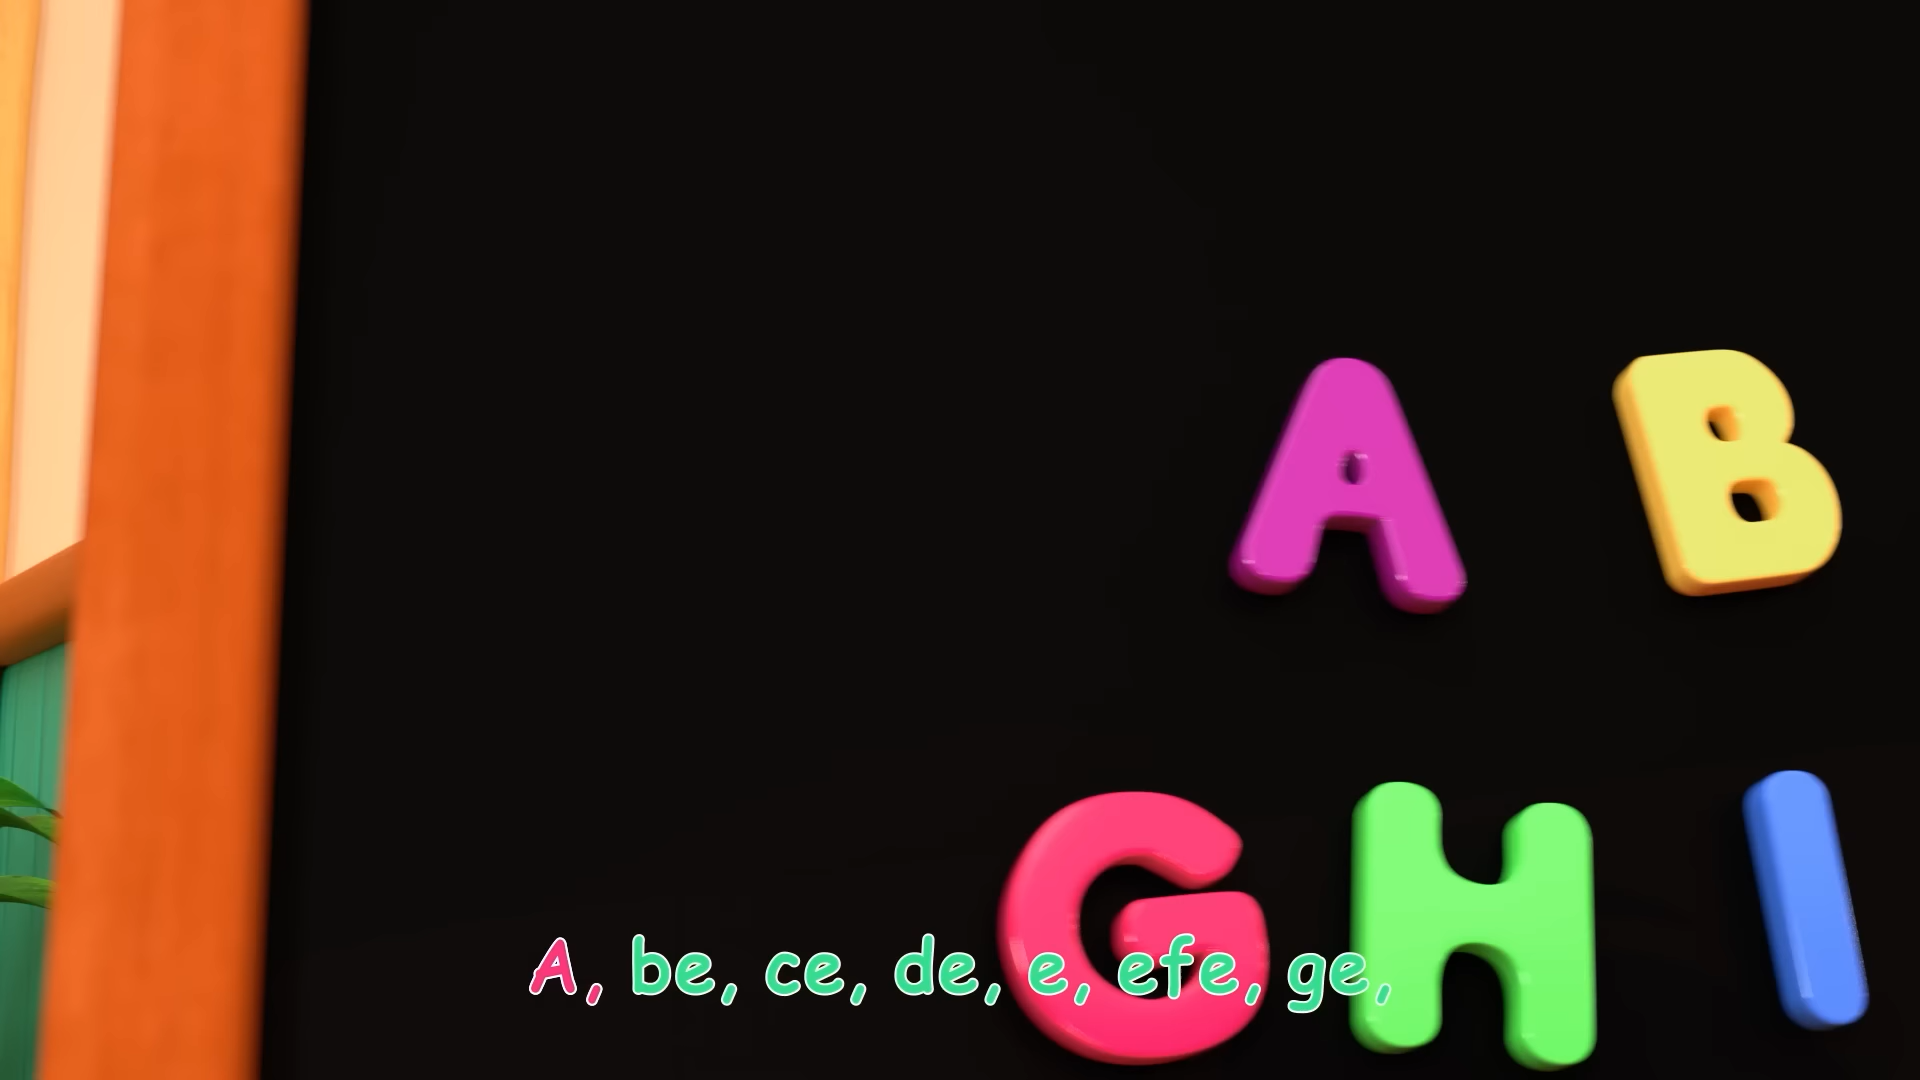 A B
G H I
A, be, ce, de, e, efe, ge,